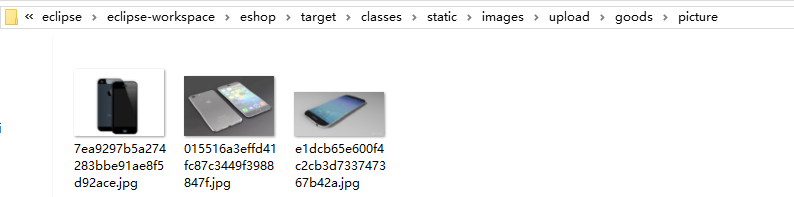 « eclipse > eclipse-workspace > eshop > target > classes > static > images > upload > goods > picture
7ea9297b5a274
283bbe91ae8f5
d92ace.jpg
015516a3effd41
fc87c3449f3988
847f.jpg
e1dcb65e600f4
c2cb3d7337473
67b42a.jpg